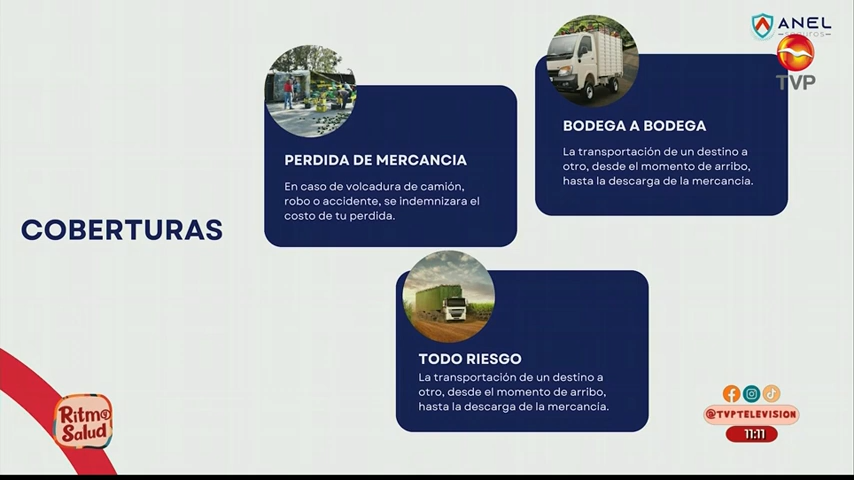 ANEL
seguros
TVP
COBERTURAS
PERDIDA DE MERCANCIA
En caso de volcadura de camión,
robo o accidente, se indemnizara el
costo de tu perdida.
BODEGA A BODEGA
La transportación de un destino a
otro, desde el momento de arribo,
hasta la descarga de la mercancia.
TODO RIESGO
La transportación de un destino a
otro, desde el momento de arribo,
hasta la descarga de la mercancia.
Ritmo
Salud
@TVPTELEVISION
11:11